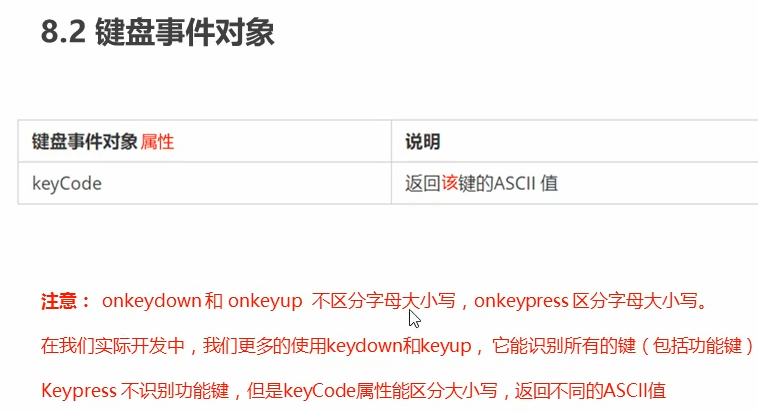 8.2 键盘事件对象
键盘事件对象属性 说明
keyCode 返回该键的ASCII 值
注意： onkeydown 和 onkeyup 不区分字母大小写，onkeypress 区分字母大小写。
在我们实际开发中，我们更多的使用keydown和keyup， 它能识别所有的键（包括功能键）
Keypress 不识别功能键，但是keyCode属性能区分大小写，返回不同的ASCII值